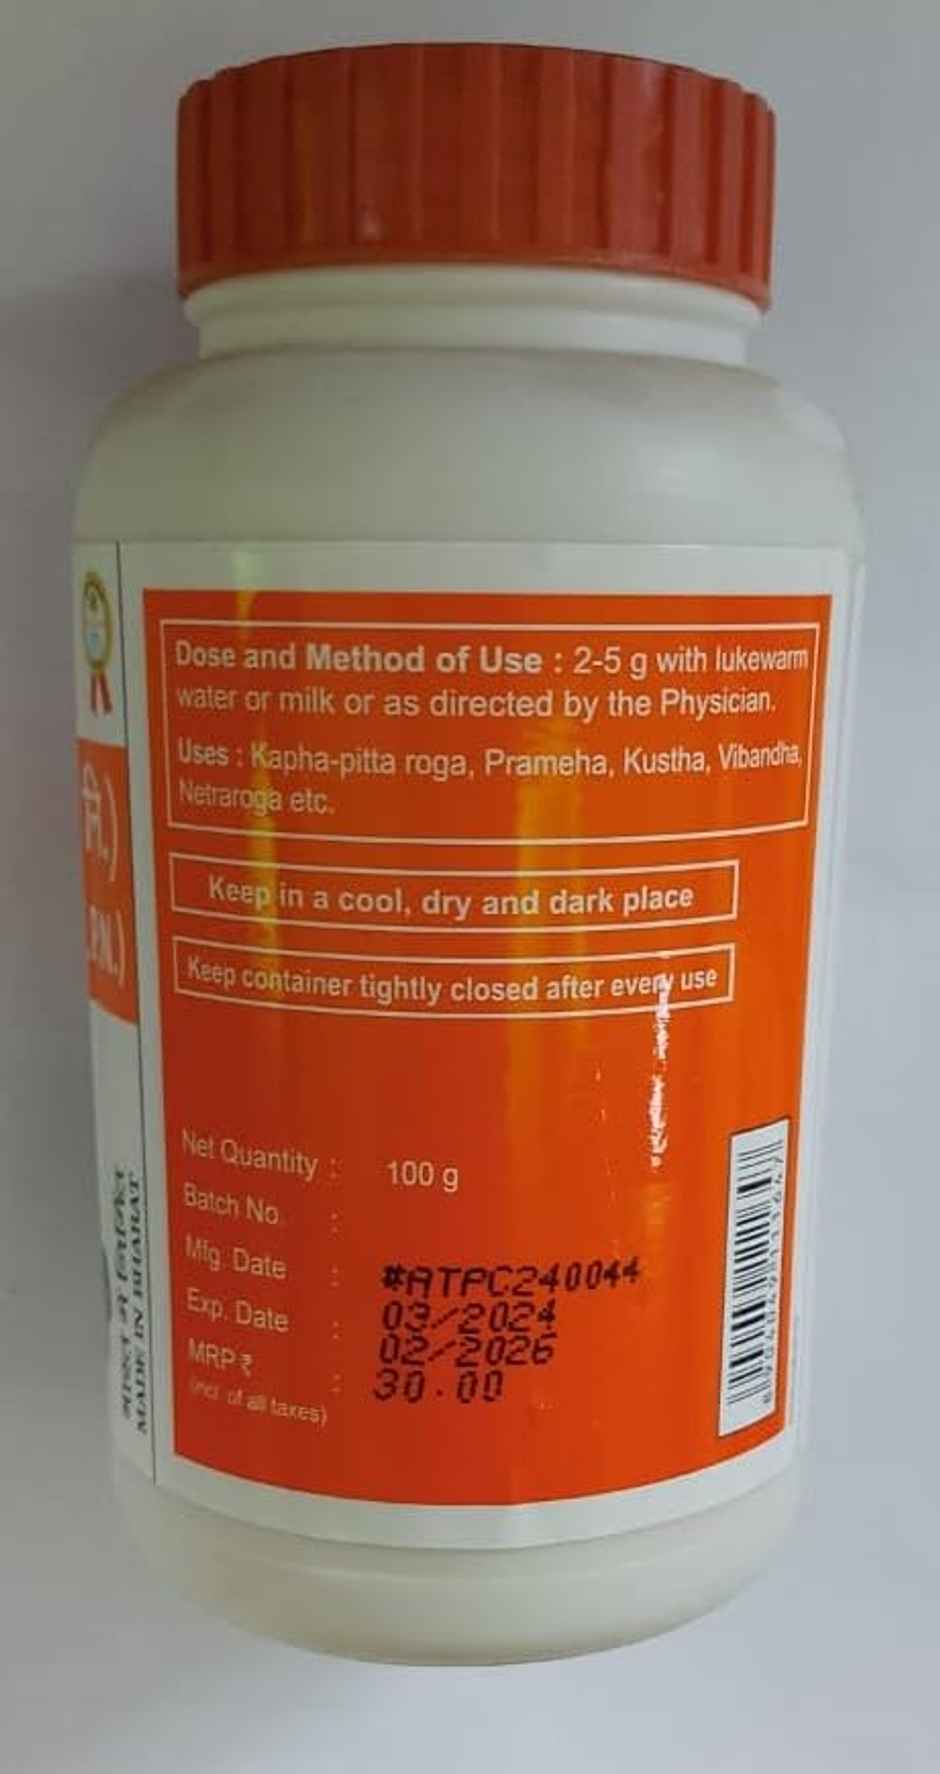 Dose and Method of Use : 2-5 g with lukewarm
water or milk or as directed by the Physician.
Uses : Kapha-pitta roga, Prameha, Kustha, Vibandha,
Netraroga etc.
Keep in a cool, dry and dark place
Keep container tightly closed after every use
Net Quantity : 100 g
Batch No. : #ATPC240044
Mfg. Date : 03/2024
Exp. Date : 02/2026
MRP ₹ : 30.00
(incl. of all taxes)
नि.)
P.N.)
भारत में निर्मित
MADE IN BHARAT